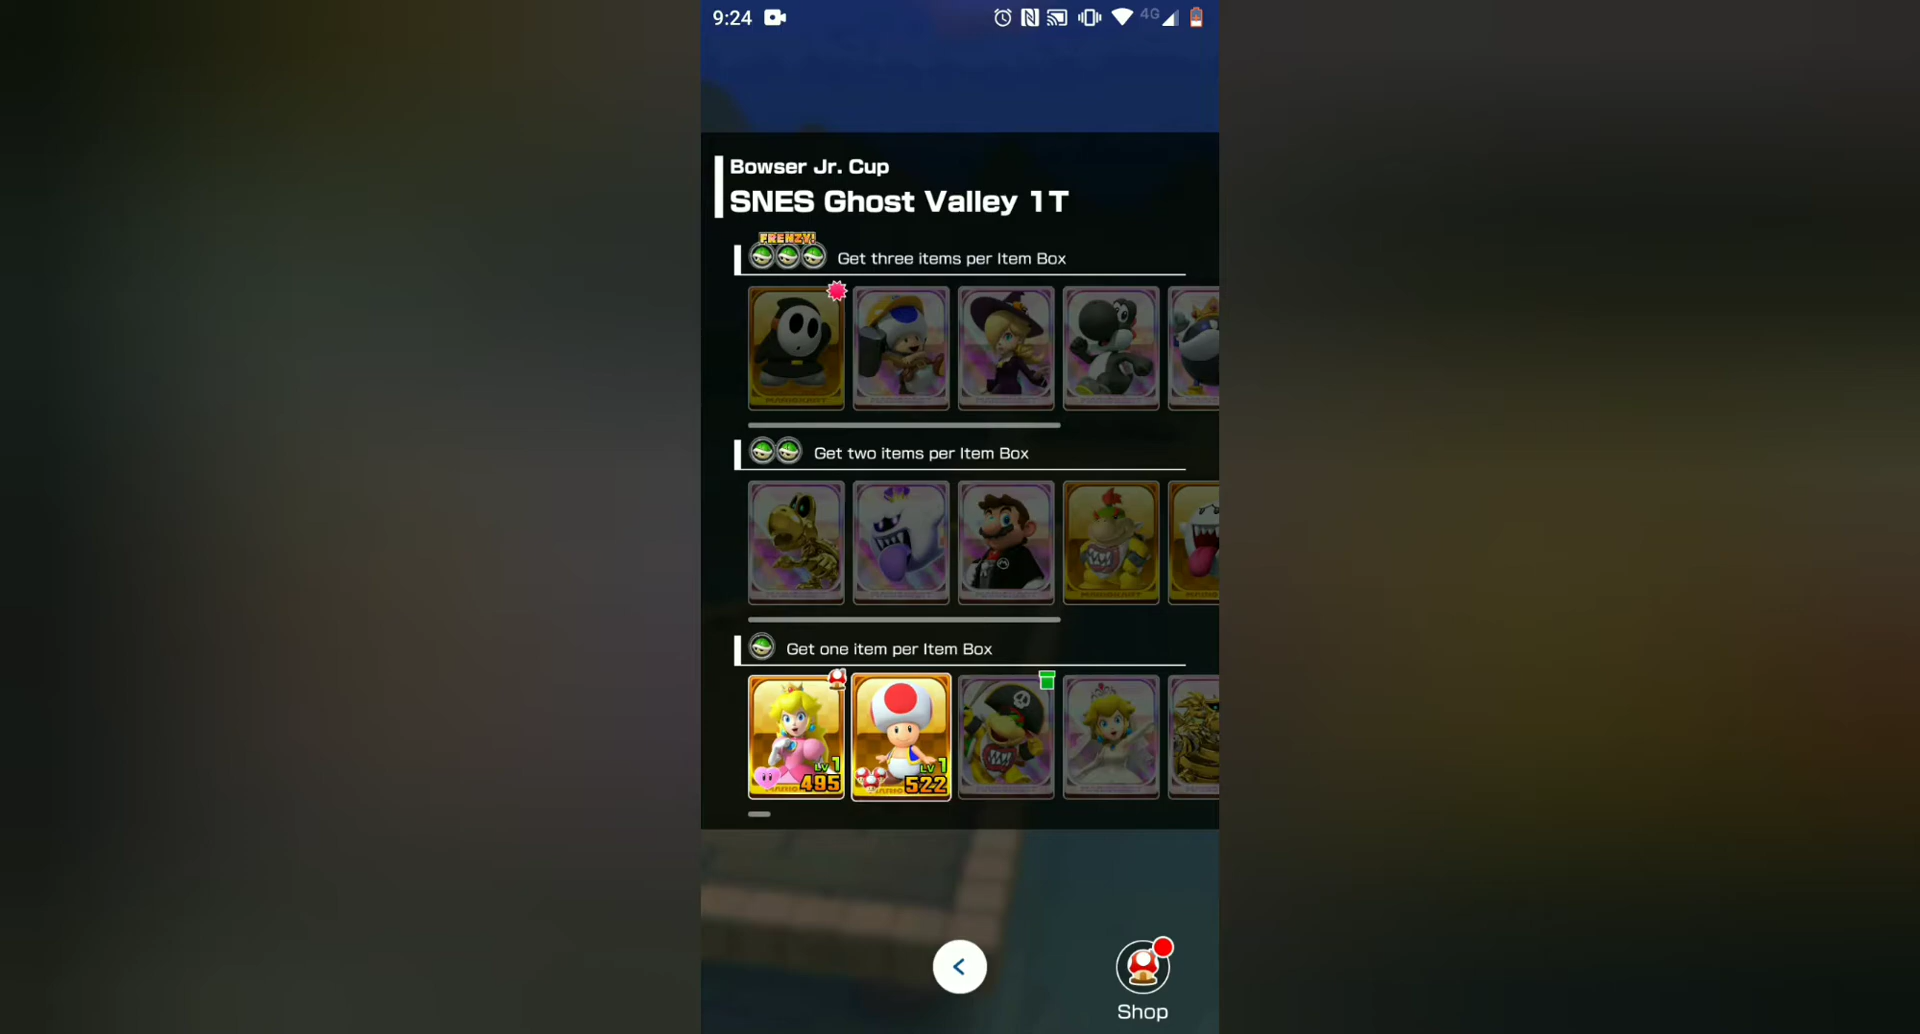 9:24
4G
Bowser Jr. Cup
SNES Ghost Valley 1T
FRENZY!
Get three items per Item Box
Get two items per Item Box
Get one item per Item Box
LV 1
495
LV 1
522
Shop